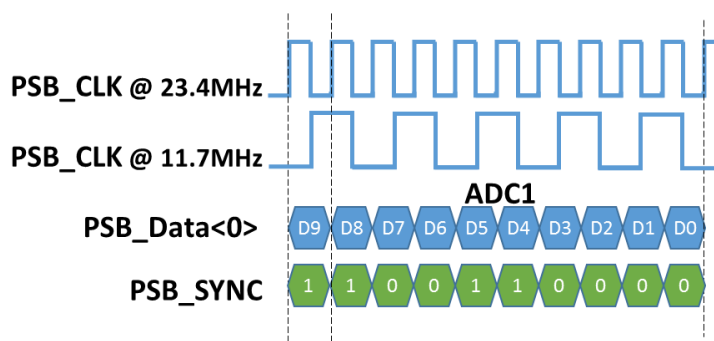 PSB_CLK @ 23.4MHz
PSB_CLK @ 11.7MHz
ADC1
PSB_Data<0> D9 D8 D7 D6 D5 D4 D3 D2 D1 D0
PSB_SYNC 1 1 0 0 1 1 0 0 0 0